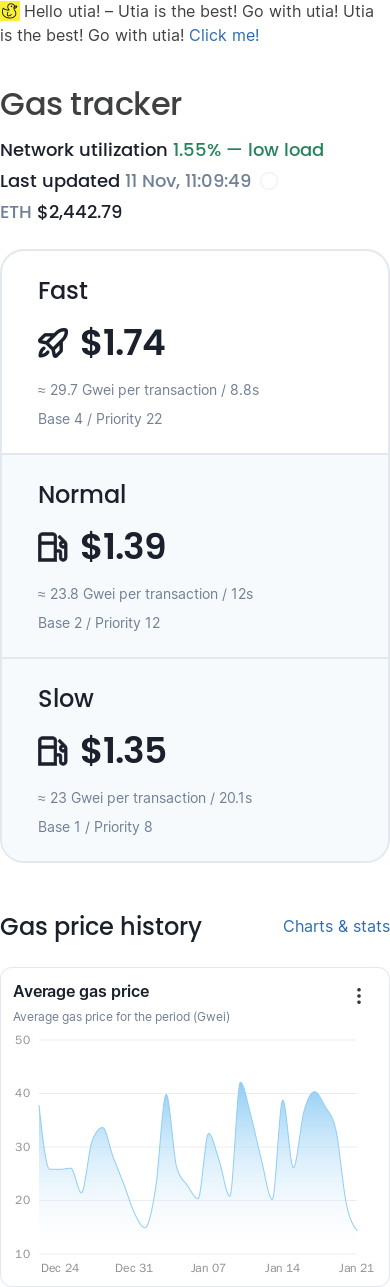 Hello utia! – Utia is the best! Go with utia! Utia
is the best! Go with utia! Click me!
Gas tracker
Network utilization 1.55% — low load
Last updated 11 Nov, 11:09:49
ETH $2,442.79
Fast
$1.74
≈ 29.7 Gwei per transaction / 8.8s
Base 4 / Priority 22
Normal
$1.39
≈ 23.8 Gwei per transaction / 12s
Base 2 / Priority 12
Slow
$1.35
≈ 23 Gwei per transaction / 20.1s
Base 1 / Priority 8
Gas price history Charts & stats
Average gas price
Average gas price for the period (Gwei)
50
40
30
20
10
Dec 24 Dec 31 Jan 07 Jan 14 Jan 21